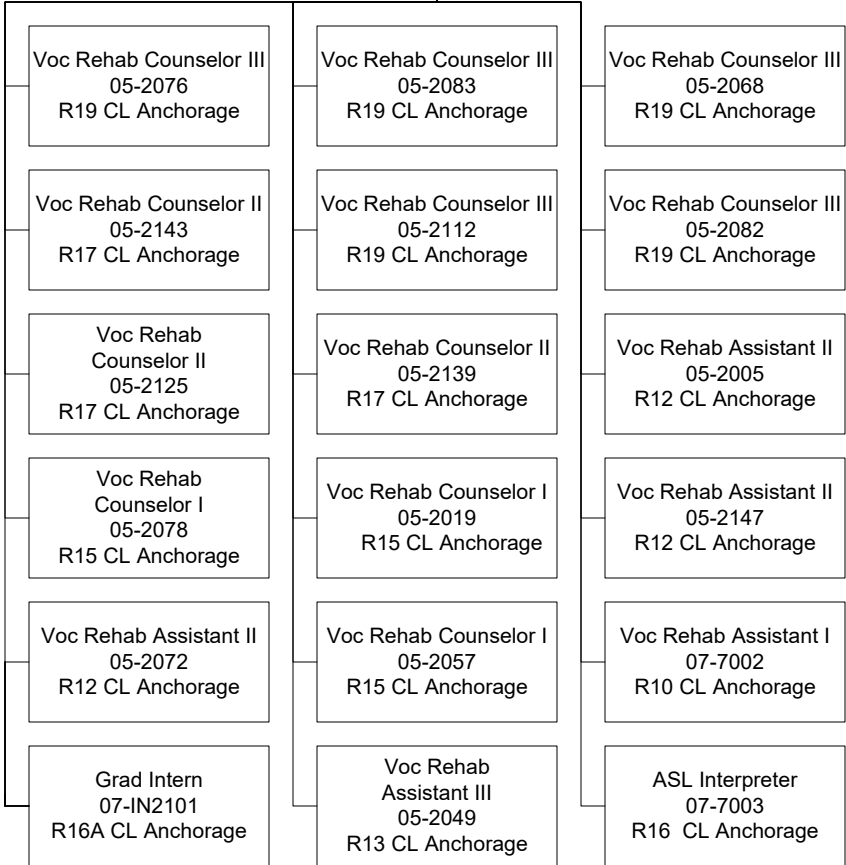 Voc Rehab Counselor III
05-2076
R19 CL Anchorage
Voc Rehab Counselor III
05-2083
R19 CL Anchorage
Voc Rehab Counselor III
05-2068
R19 CL Anchorage
Voc Rehab Counselor II
05-2143
R17 CL Anchorage
Voc Rehab Counselor III
05-2112
R19 CL Anchorage
Voc Rehab Counselor III
05-2082
R19 CL Anchorage
Voc Rehab
Counselor II
05-2125
R17 CL Anchorage
Voc Rehab Counselor II
05-2139
R17 CL Anchorage
Voc Rehab Assistant II
05-2005
R12 CL Anchorage
Voc Rehab
Counselor I
05-2078
R15 CL Anchorage
Voc Rehab Counselor I
05-2019
R15 CL Anchorage
Voc Rehab Assistant II
05-2147
R12 CL Anchorage
Voc Rehab Assistant II
05-2072
R12 CL Anchorage
Voc Rehab Counselor I
05-2057
R15 CL Anchorage
Voc Rehab Assistant I
07-7002
R10 CL Anchorage
Grad Intern
07-IN2101
R16A CL Anchorage
Voc Rehab
Assistant III
05-2049
R13 CL Anchorage
ASL Interpreter
07-7003
R16 CL Anchorage